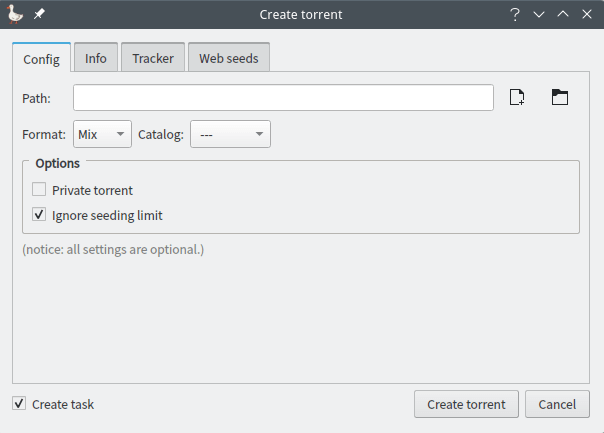 Create torrent
?
Config Info Tracker Web seeds
Path:
Format: Mix Catalog: ---
Options
Private torrent
Ignore seeding limit
(notice: all settings are optional.)
Create task Create torrent Cancel